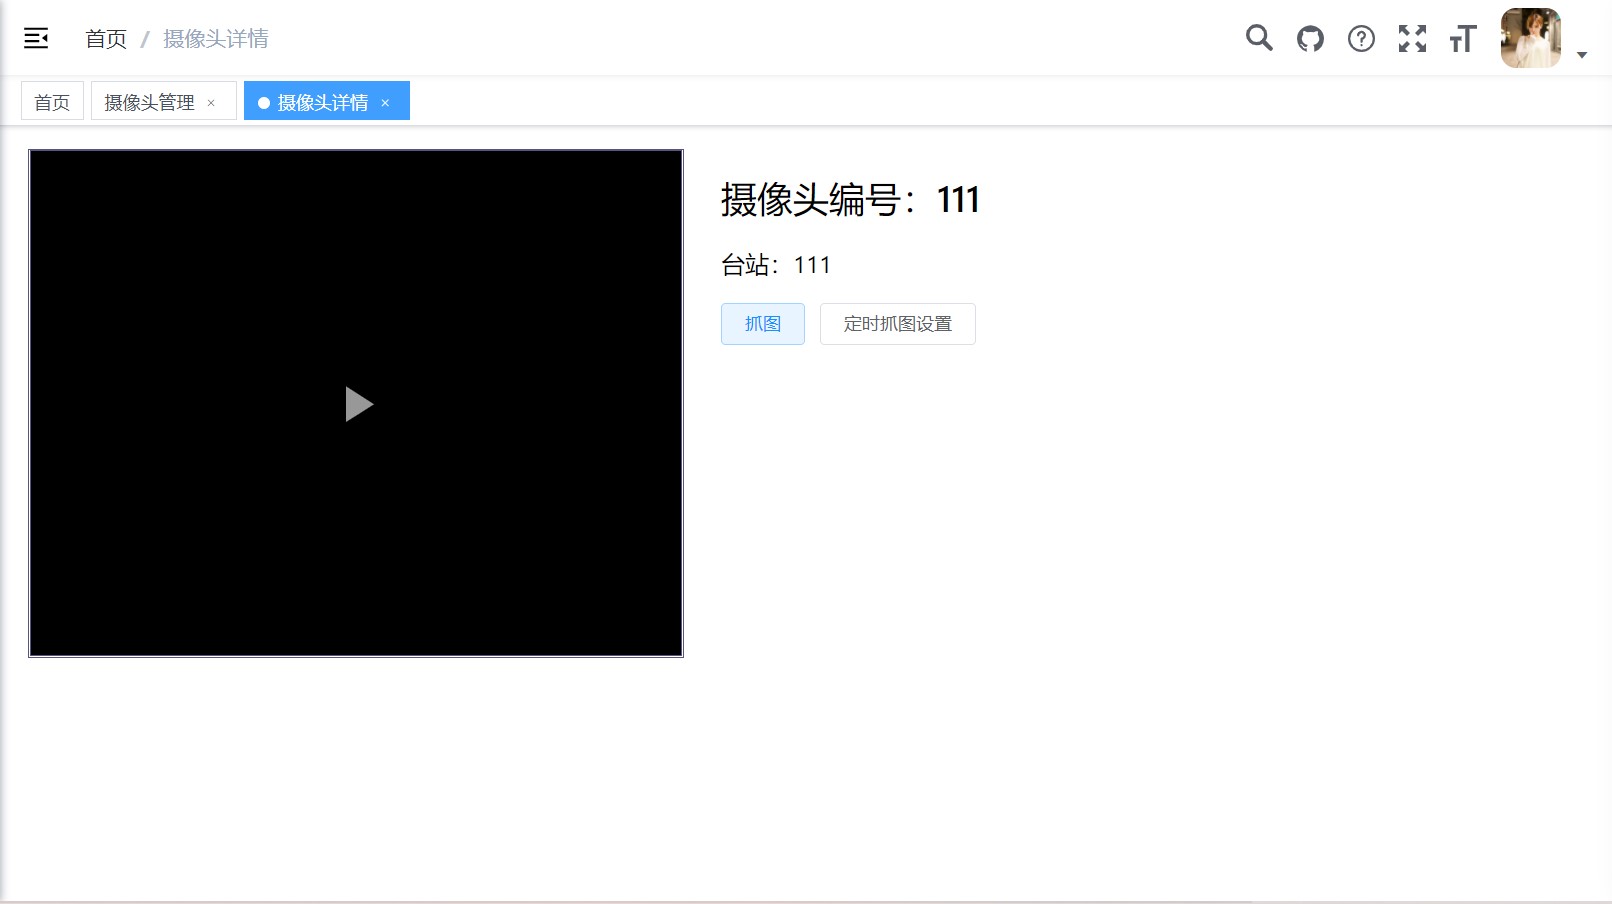 首页 / 摄像头详情
首页 摄像头管理 × 摄像头详情 ×
摄像头编号：111
台站：111
抓图 定时抓图设置